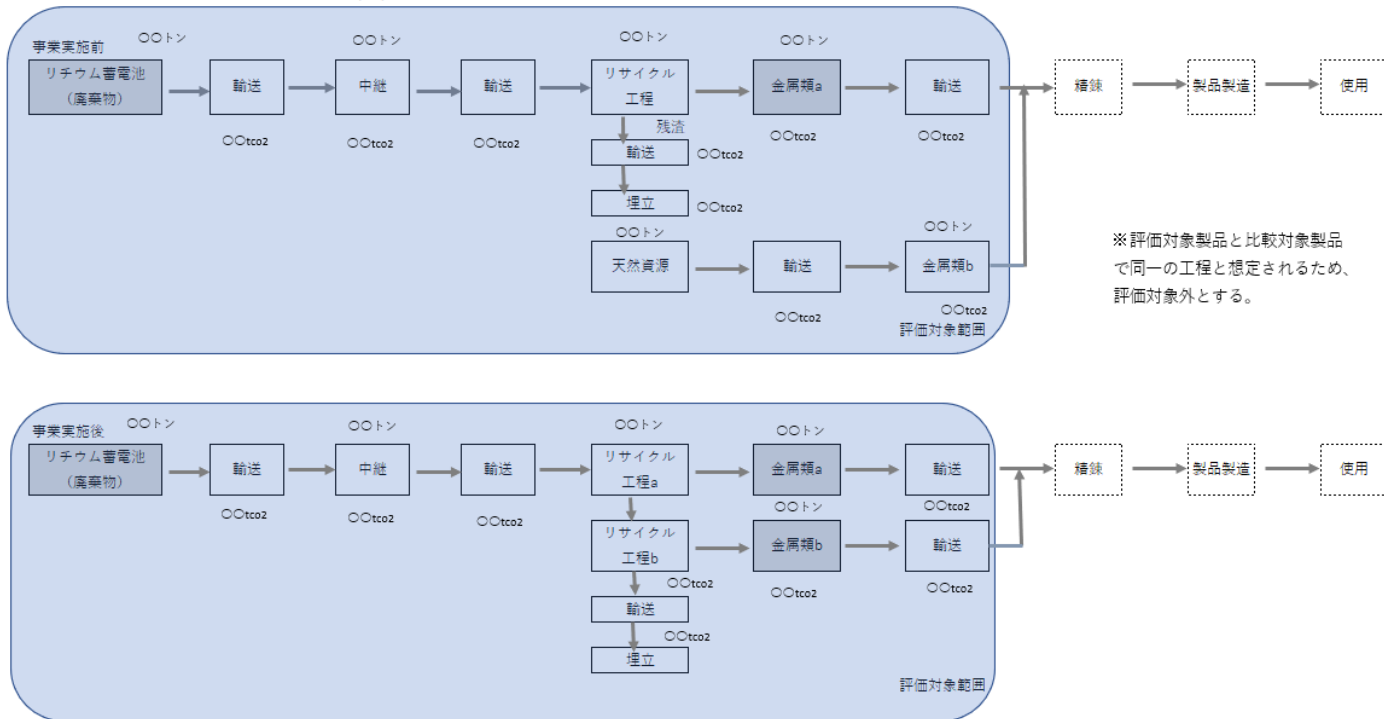 事業実施前
〇〇トン
〇〇トン
〇〇トン
〇〇トン
リチウム蓄電池
（廃棄物）
輸送
中継
輸送
リサイクル
工程
金属類a
輸送
精錬
製品製造
使用
〇〇tco2
〇〇tco2
〇〇tco2
残渣
〇〇tco2
〇〇tco2
輸送
〇〇tco2
埋立
〇〇tco2
〇〇トン
〇〇トン
天然資源
輸送
金属類b
〇〇tco2
〇〇tco2
評価対象範囲
※評価対象製品と比較対象製品
で同一の工程と想定されるため、
評価対象外とする。
事業実施後
〇〇トン
〇〇トン
〇〇トン
〇〇トン
リチウム蓄電池
（廃棄物）
輸送
中継
輸送
リサイクル
工程a
金属類a
輸送
精錬
製品製造
使用
〇〇tco2
〇〇tco2
〇〇tco2
〇〇トン
〇〇tco2
リサイクル
工程b
金属類b
輸送
〇〇tco2
〇〇tco2
〇〇tco2
輸送
〇〇tco2
埋立
評価対象範囲